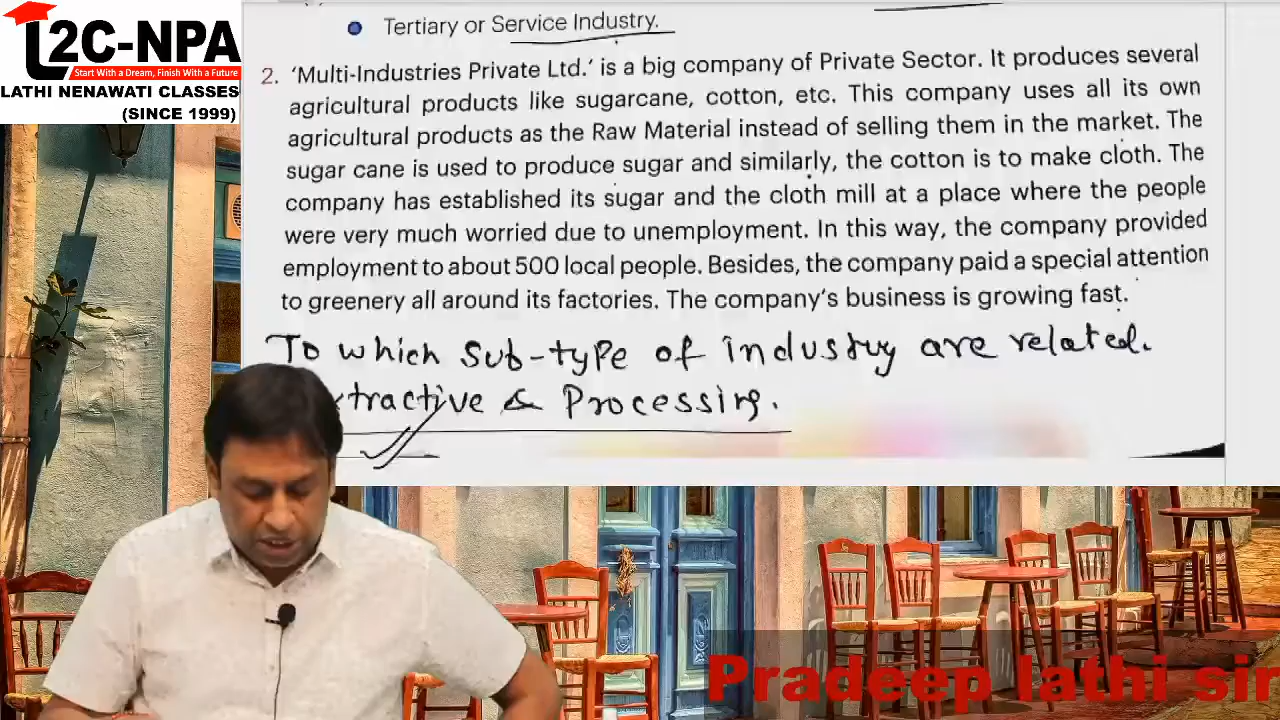 L2C-NPA
Start With a Dream, Finish With a Future
LATHI NENAWATI CLASSES
(SINCE 1999)
Tertiary or Service Industry.
2. ‘Multi-Industries Private Ltd.’ is a big company of Private Sector. It produces several
agricultural products like sugarcane, cotton, etc. This company uses all its own
agricultural products as the Raw Material instead of selling them in the market. The
sugar cane is used to produce sugar and similarly, the cotton is to make cloth. The
company has established its sugar and the cloth mill at a place where the people
were very much worried due to unemployment. In this way, the company provided
employment to about 500 local people. Besides, the company paid a special attention
to greenery all around its factories. The company’s business is growing fast.
To which Sub-type of industry are related.
tractive & Processing.
Pradeep lathi sir